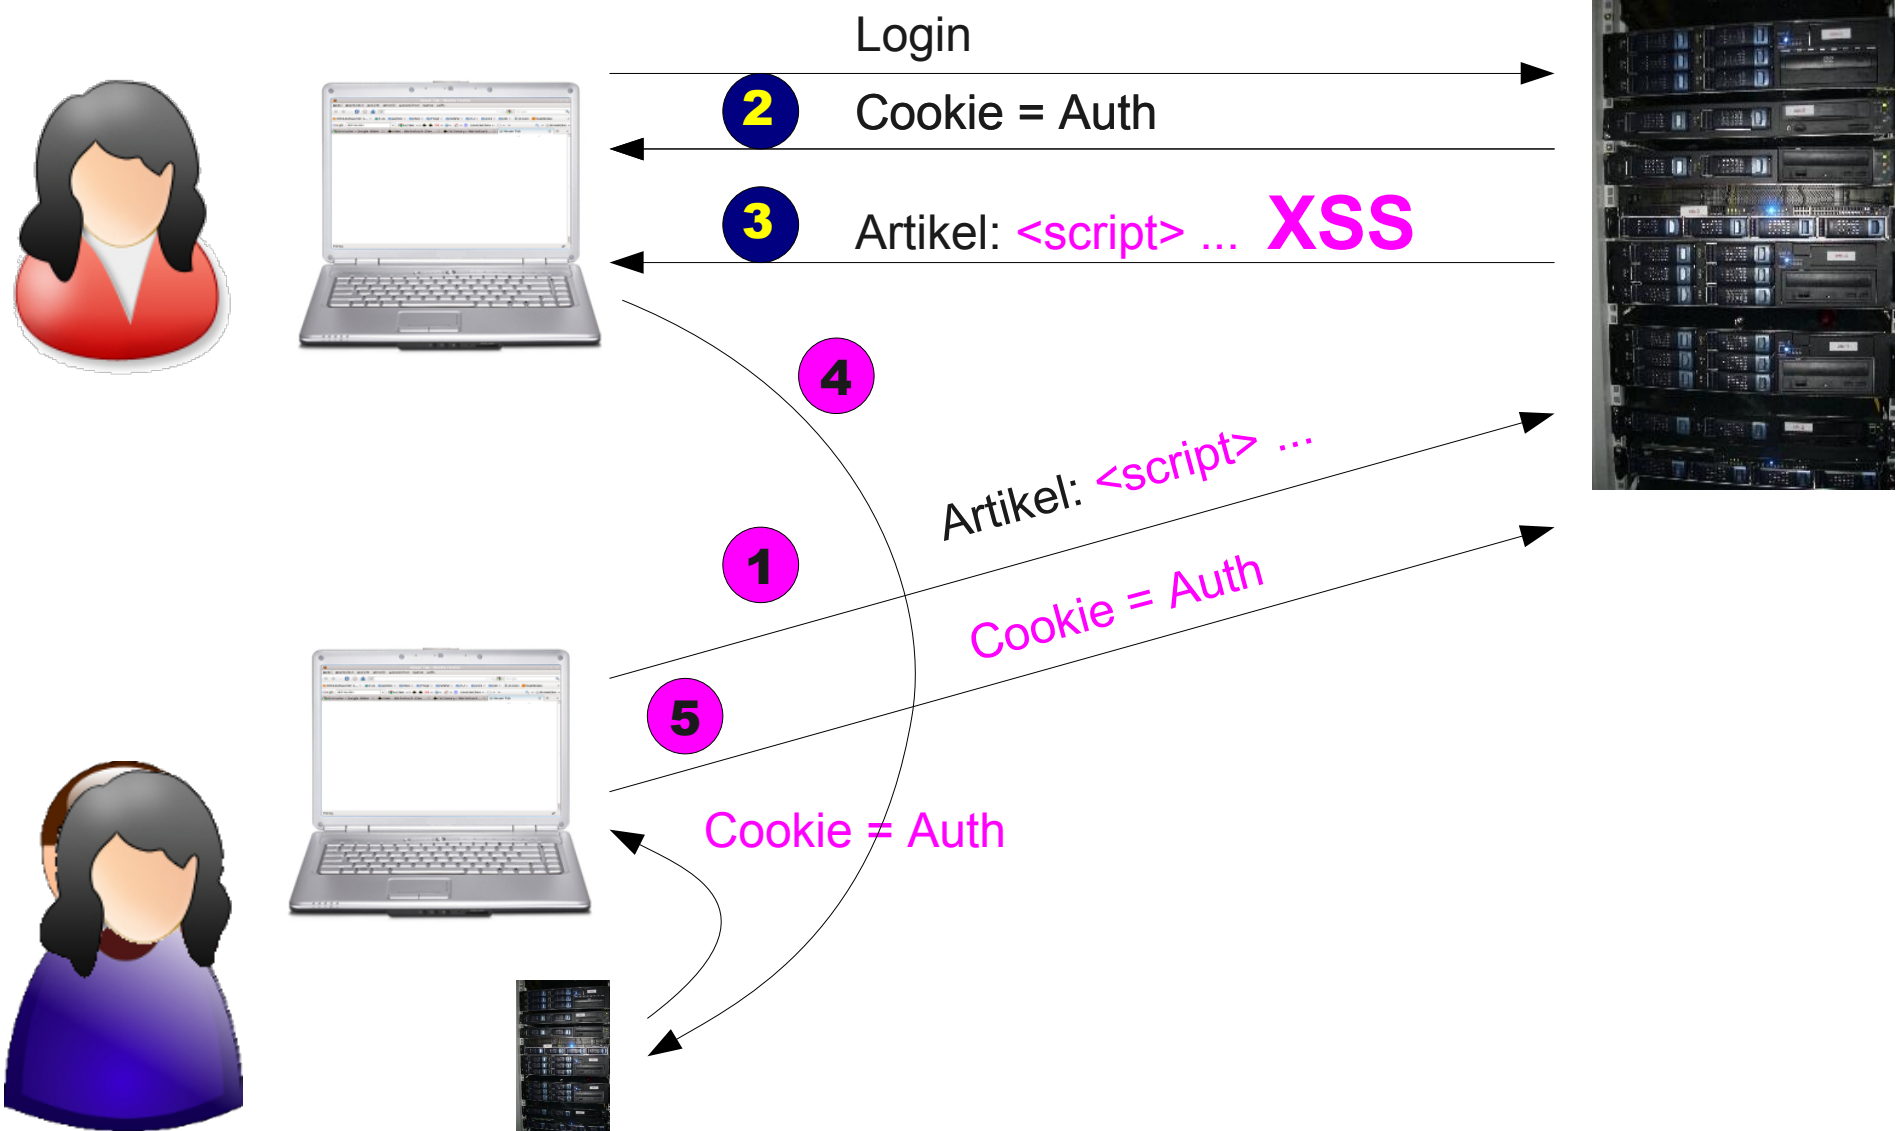 Login
2
Cookie = Auth
3
Artikel: <script> ... XSS
4
Artikel: <script> ...
1
Cookie = Auth
5
Cookie = Auth